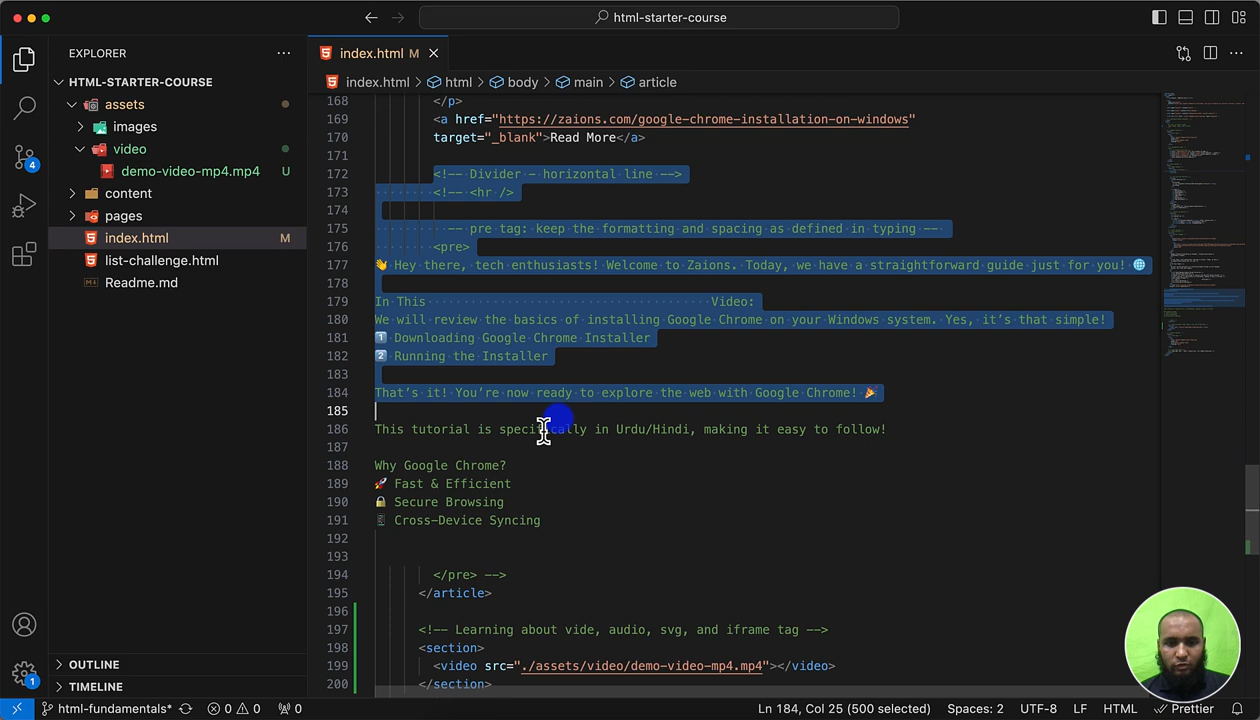 html-starter-course
EXPLORER
index.html M
HTML-STARTER-COURSE
index.html > html > body > main > article
assets
images
video
demo-video-mp4.mp4 U
content
pages
index.html M
list-challenge.html
Readme.md
168 </p>
169 <a href="https://zaions.com/google-chrome-installation-on-windows"
170 target="_blank">Read More</a>
171
172 <!-- Divider - horizontal line -->
173 <!-- <hr />
174
175 -- pre tag: keep the formatting and spacing as defined in typing --
176 <pre>
177 👋 Hey there, tech enthusiasts! Welcome to Zaions. Today, we have a straightforward guide just for you! 🌐
178
179 In This Video:
180 We will review the basics of installing Google Chrome on your Windows system. Yes, it’s that simple!
181 1️⃣ Downloading Google Chrome Installer
182 2️⃣ Running the Installer
183
184 That’s it! You’re now ready to explore the web with Google Chrome! 🎉
185
186 This tutorial is specifically in Urdu/Hindi, making it easy to follow!
187
188 Why Google Chrome?
189 🚀 Fast & Efficient
190 🔒 Secure Browsing
191 📱 Cross-Device Syncing
192
193
194 </pre> -->
195 </article>
196
197 <!-- Learning about vide, audio, svg, and iframe tag -->
198 <section>
199 <video src="./assets/video/demo-video-mp4.mp4"></video>
200 </section>
4
1
OUTLINE
TIMELINE
html-fundamentals* 0 0 0 Ln 184, Col 25 (500 selected) Spaces: 2 UTF-8 LF HTML Prettier